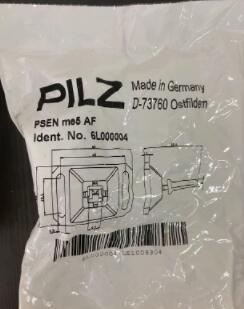 PILZ
Made in Germany
D-73760 Ostfildern
PSEN me5 AF
Ident. No. 6L000004